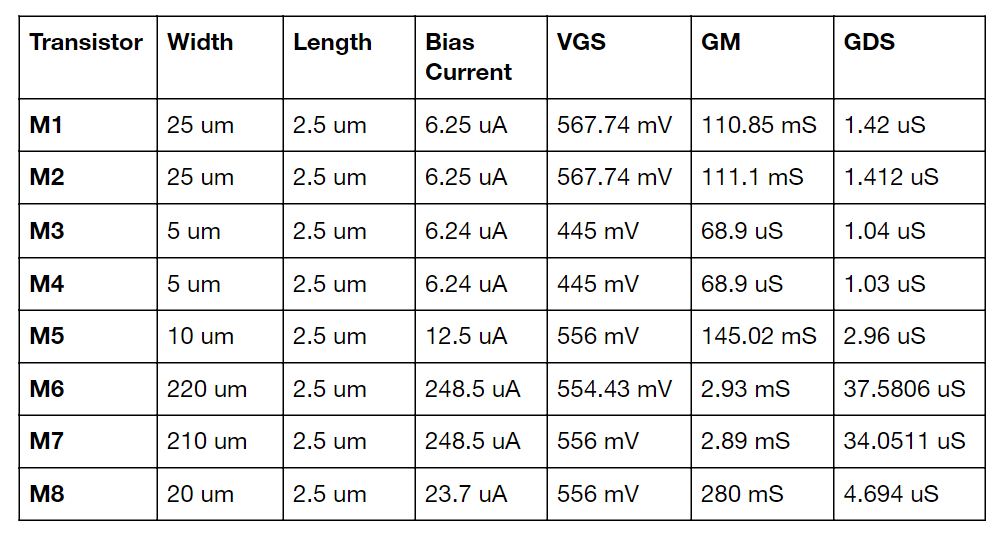 Transistor Width Length Bias Current VGS GM GDS
M1 25 um 2.5 um 6.25 uA 567.74 mV 110.85 mS 1.42 uS
M2 25 um 2.5 um 6.25 uA 567.74 mV 111.1 mS 1.412 uS
M3 5 um 2.5 um 6.24 uA 445 mV 68.9 uS 1.04 uS
M4 5 um 2.5 um 6.24 uA 445 mV 68.9 uS 1.03 uS
M5 10 um 2.5 um 12.5 uA 556 mV 145.02 mS 2.96 uS
M6 220 um 2.5 um 248.5 uA 554.43 mV 2.93 mS 37.5806 uS
M7 210 um 2.5 um 248.5 uA 556 mV 2.89 mS 34.0511 uS
M8 20 um 2.5 um 23.7 uA 556 mV 280 mS 4.694 uS